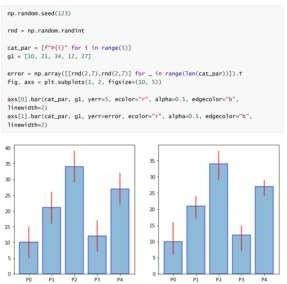 np.random.seed(123)
rnd = np.random.randint
cat_par = [f"P{i}" for i in range(5)]
g1 = [10, 21, 34, 12, 27]
error = np.array([[rnd(2,7),rnd(2,7)] for _ in range(len(cat_par))]).T
fig, axs = plt.subplots(1, 2, figsize=(10, 5))
axs[0].bar(cat_par, g1, yerr=5, ecolor="r", alpha=0.5, edgecolor="b",
linewidth=2)
axs[1].bar(cat_par, g1, yerr=error, ecolor="r", alpha=0.5, edgecolor="b",
linewidth=2)
40
35
30
25
20
15
10
5
0
P0 P1 P2 P3 P4
35
30
25
20
15
10
5
0
P0 P1 P2 P3 P4